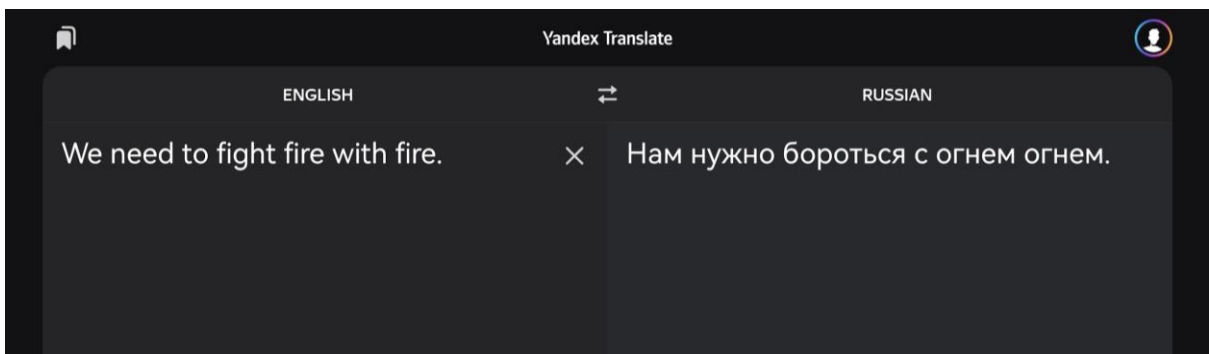 Yandex Translate
ENGLISH
RUSSIAN
We need to fight fire with fire.
Нам нужно бороться с огнем огнем.